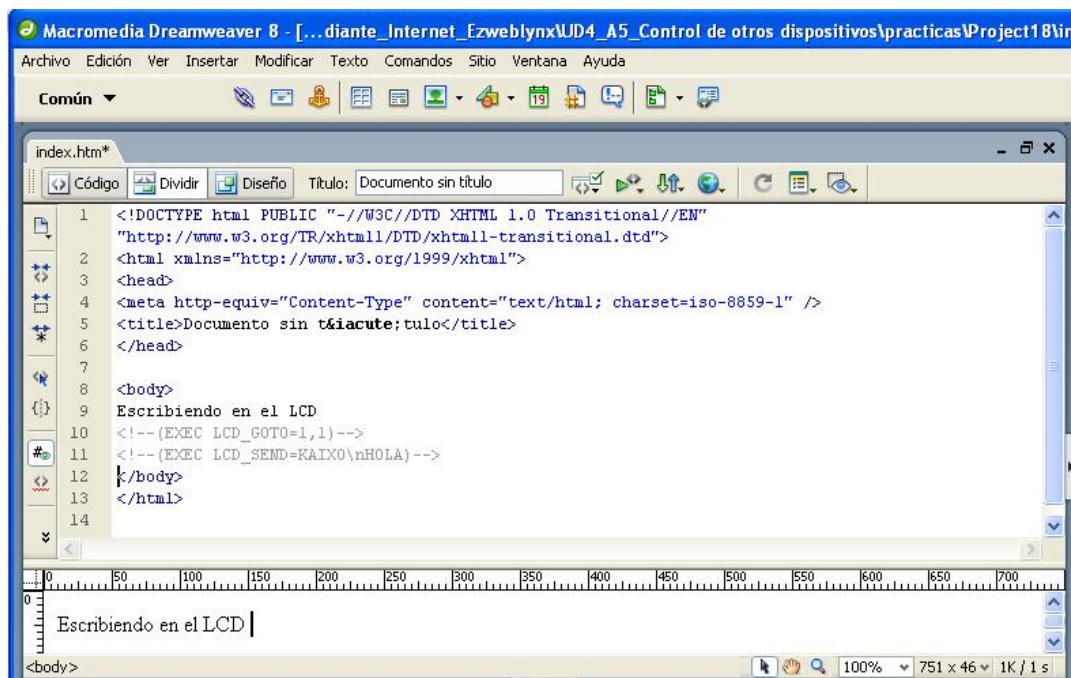 Macromedia Dreamweaver 8 - [...diante_Internet_Ezweblynx\UD4_A5_Control de otros dispositivos\practicas\Project18\in
Archivo Edición Ver Insertar Modificar Texto Comandos Sitio Ventana Ayuda
Común
19
index.htm*
Código Dividir Diseño Título: Documento sin título
1 <!DOCTYPE html PUBLIC "-//W3C//DTD XHTML 1.0 Transitional//EN"
"http://www.w3.org/TR/xhtml1/DTD/xhtml1-transitional.dtd">
2 <html xmlns="http://www.w3.org/1999/xhtml">
3 <head>
4 <meta http-equiv="Content-Type" content="text/html; charset=iso-8859-1" />
5 <title>Documento sin t&iacute;tulo</title>
6 </head>
7
8 <body>
9 Escribiendo en el LCD
10 <!--(EXEC LCD_GOTO=1,1)-->
11 <!--(EXEC LCD_SEND=KAIXO\nHOLA)-->
12 </body>
13 </html>
14
0 50 100 150 200 250 300 350 400 450 500 550 600 650 700
0
Escribiendo en el LCD
<body> 100% 751 x 46 1K / 1 s